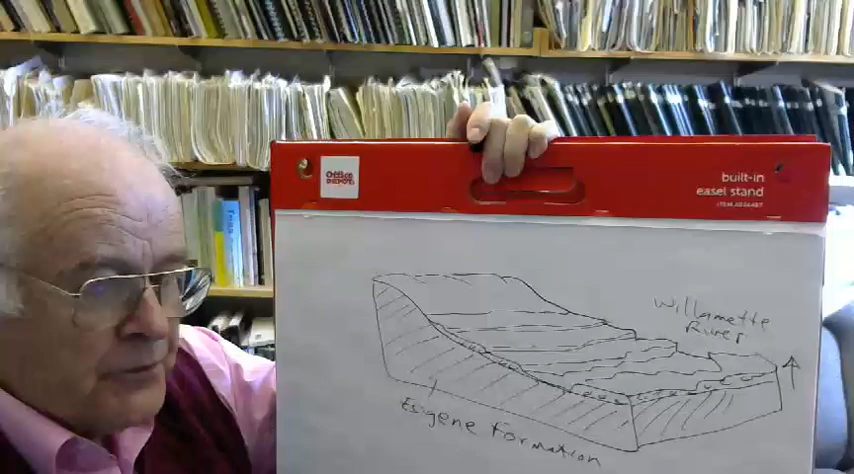 Office
DEPOT
built-in
easel stand
Willamette
River
Eugene Formation